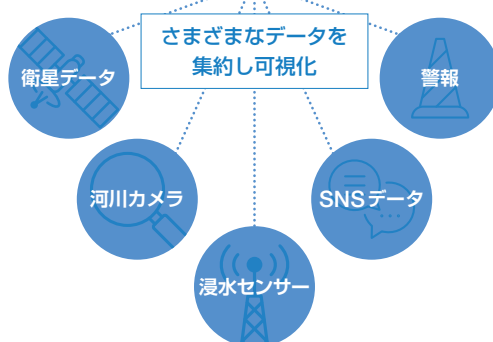 さまざまなデータを
集約し可視化
衛星データ
警報
河川カメラ
SNSデータ
浸水センサー